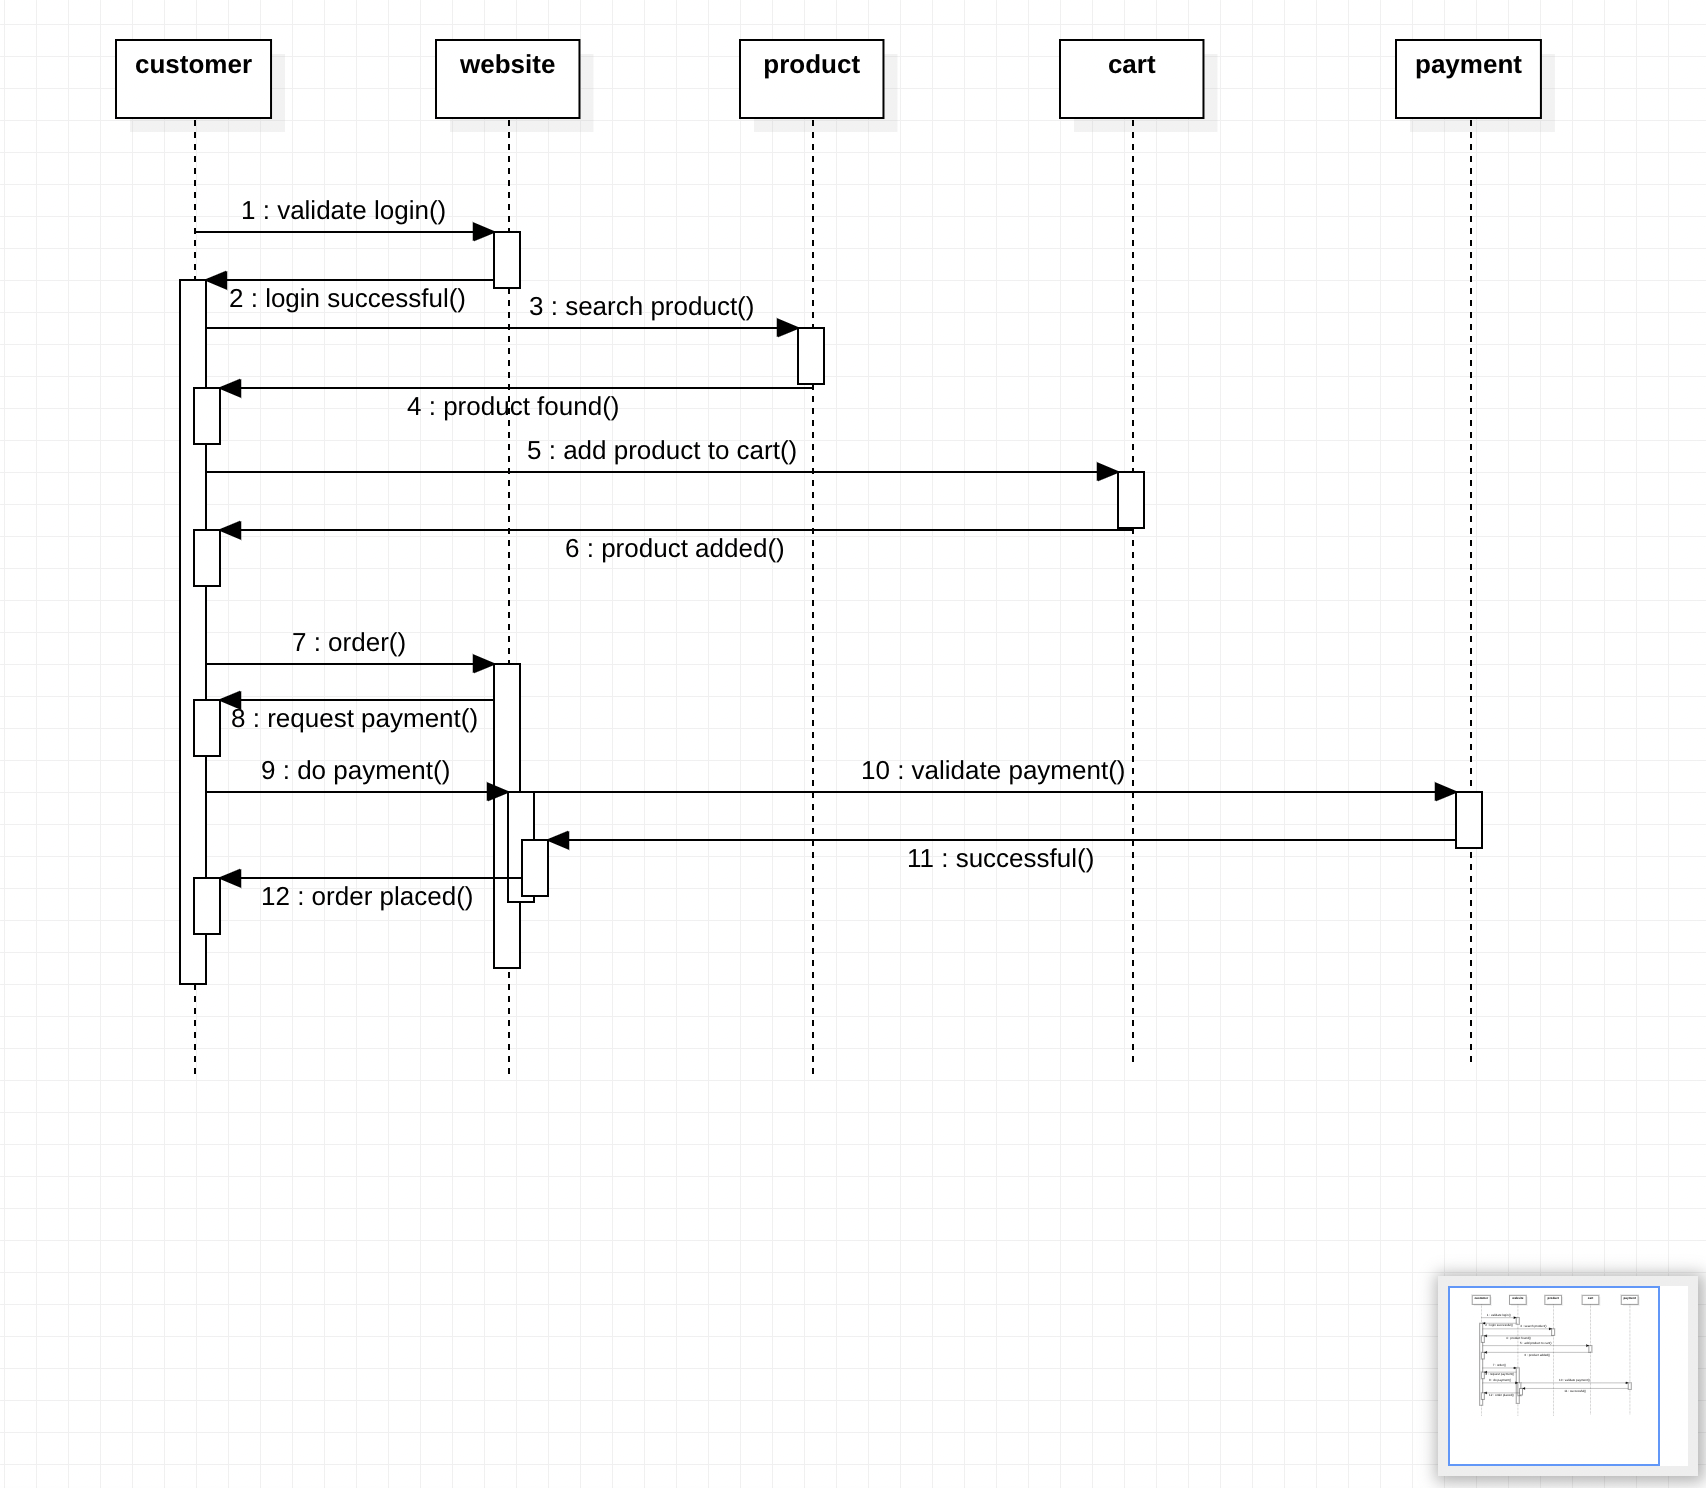 customer
website
product
cart
payment
1 : validate login()
2 : login successful()
3 : search product()
4 : product found()
5 : add product to cart()
6 : product added()
7 : order()
8 : request payment()
9 : do payment()
10 : validate payment()
11 : successful()
12 : order placed()